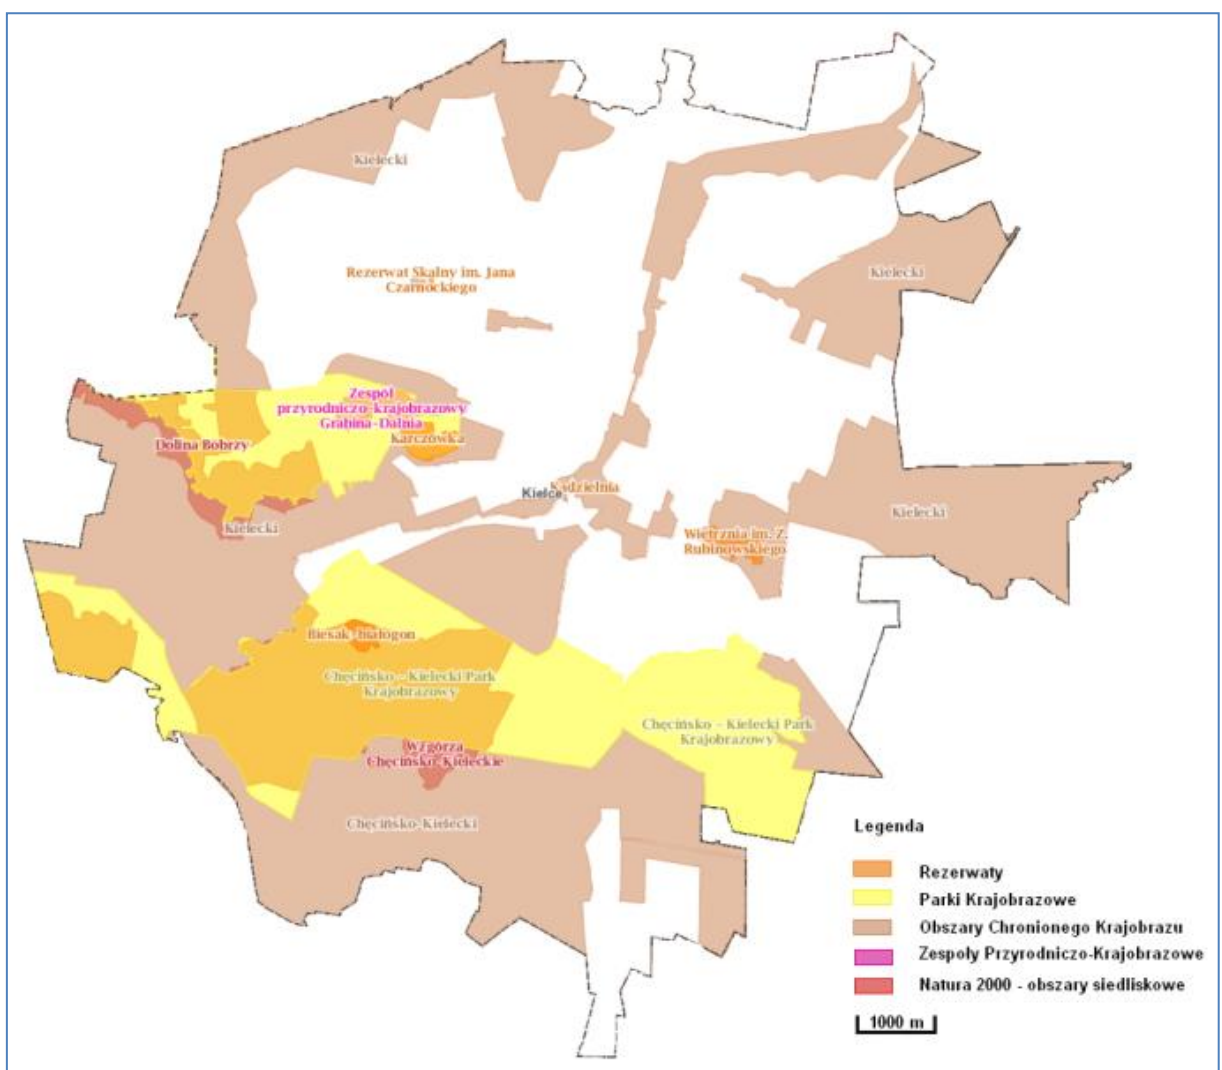 Kielecki
Rezerwat Skalny im. Jana
Czarnockiego
Kielecki
Zespół
przyrodniczo-krajobrazowy
Grabina-Dalnia
Karczówka
Dolina Bobrzy
Kielce
Kadzielnia
Kielecki
Kielecki
Wietrznia im. Z.
Rubinowskiego
Biesak-Białogon
Chęcińsko - Kielecki Park
Krajobrazowy
Chęcińsko - Kielecki Park
Krajobrazowy
Wzgórza
Chęcińsko-Kieleckie
Chęcińsko-Kielecki
Legenda
Rezerwaty
Parki Krajobrazowe
Obszary Chronionego Krajobrazu
Zespoły Przyrodniczo-Krajobrazowe
Natura 2000 - obszary siedliskowe
1000 m